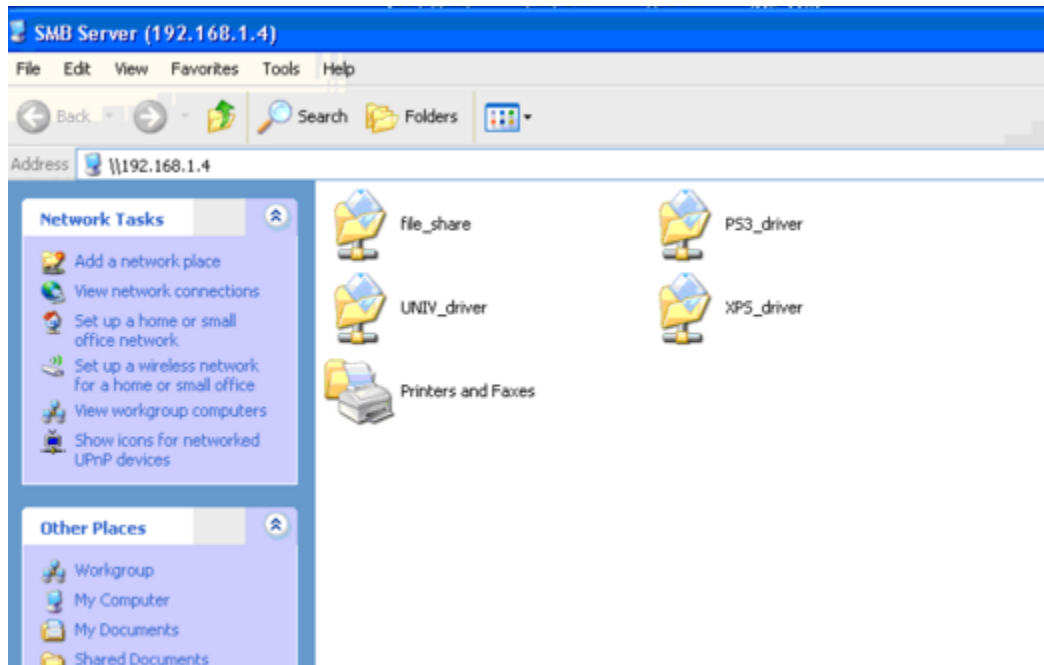 SMB Server (192.168.1.4)
File Edit View Favorites Tools Help
Back Search Folders
Address \\192.168.1.4
Network Tasks
Add a network place
View network connections
Set up a home or small
office network
Set up a wireless network
for a home or small office
View workgroup computers
Show icons for networked
UPnP devices
Other Places
Workgroup
My Computer
My Documents
Shared Documents
file_share
PS3_driver
UNIV_driver
XPS_driver
Printers and Faxes